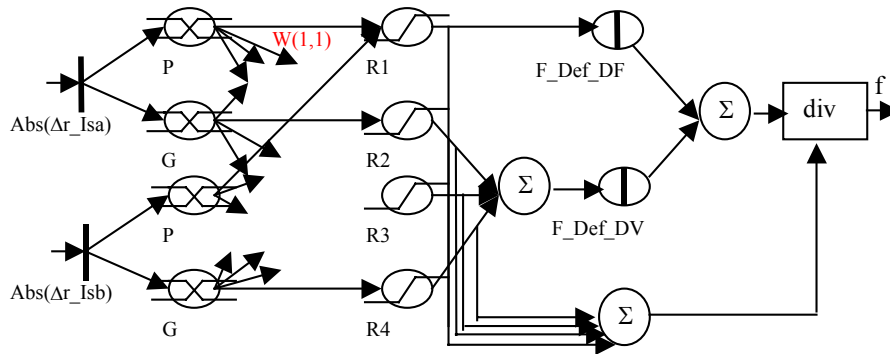 W(1,1)
P
R1
F_Def_DF
Abs(Δr_Isa)
Σ
div
f
G
R2
Σ
P
R3
F_Def_DV
Abs(Δr_Isb)
G
R4
Σ